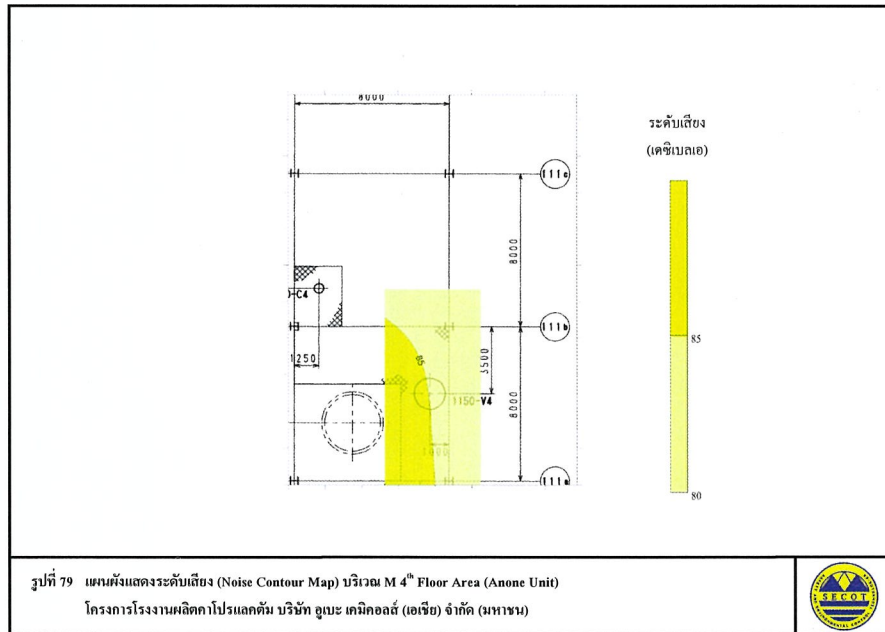 8000
ระดับเสียง
(เดซิเบลเอ)
111c
8000
-C4
111b
85
1250
85
3500
1150-V4
8000
1000
111a
80
รูปที่ 79 แผนผังแสดงระดับเสียง (Noise Contour Map) บริเวณ M 4th Floor Area (Anone Unit)
โครงการโรงงานผลิตคาโปรแลคตัม บริษัท อูเบะ เคมิคอลส์ (เอเชีย) จำกัด (มหาชน)
SECOT